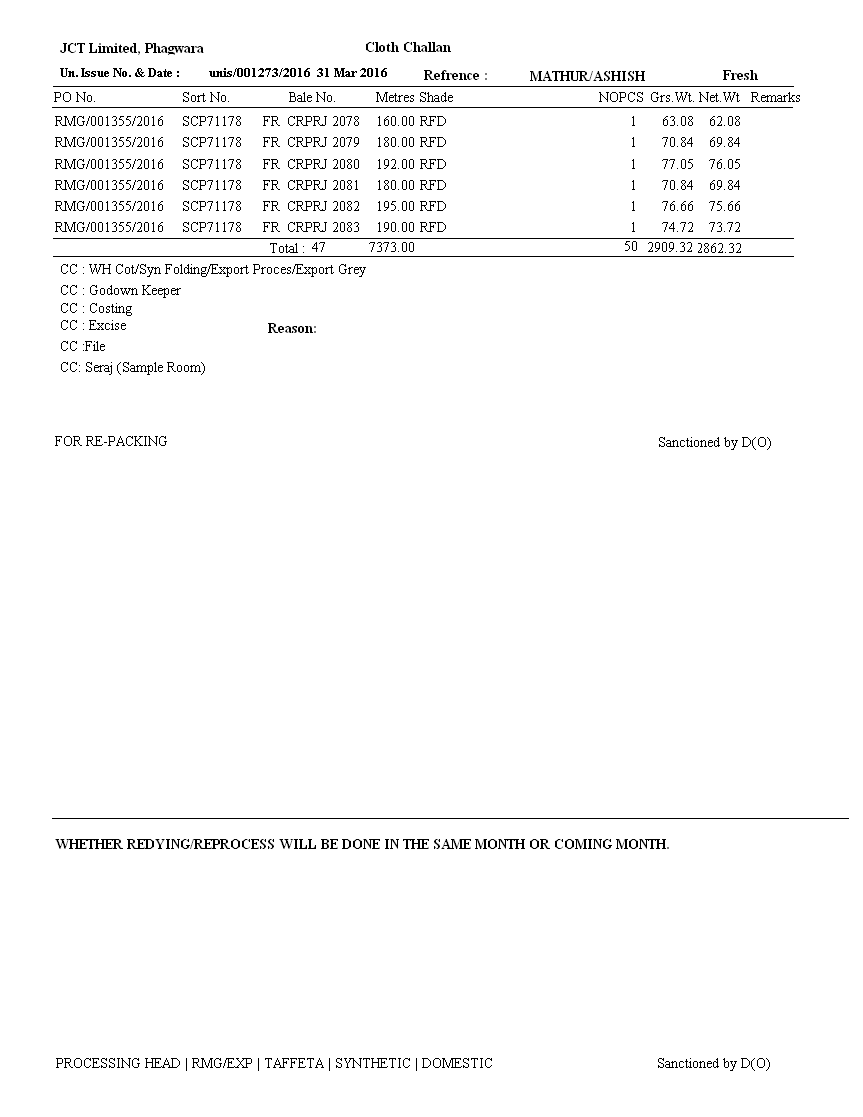 JCT Limited, Phagwara Cloth Challan
Un. Issue No. & Date : unis/001273/2016 31 Mar 2016 Refrence : MATHUR/ASHISH Fresh
PO No. Sort No. Bale No. Metres Shade NOPCS Grs.Wt. Net.Wt Remarks
RMG/001355/2016 SCP71178 FR CRPRJ 2078 160.00 RFD 1 63.08 62.08
RMG/001355/2016 SCP71178 FR CRPRJ 2079 180.00 RFD 1 70.84 69.84
RMG/001355/2016 SCP71178 FR CRPRJ 2080 192.00 RFD 1 77.05 76.05
RMG/001355/2016 SCP71178 FR CRPRJ 2081 180.00 RFD 1 70.84 69.84
RMG/001355/2016 SCP71178 FR CRPRJ 2082 195.00 RFD 1 76.66 75.66
RMG/001355/2016 SCP71178 FR CRPRJ 2083 190.00 RFD 1 74.72 73.72
Total : 47 7373.00 50 2909.32 2862.32
CC : WH Cot/Syn Folding/Export Proces/Export Grey
CC : Godown Keeper
CC : Costing
CC : Excise Reason:
CC :File
CC: Seraj (Sample Room)
FOR RE-PACKING Sanctioned by D(O)
WHETHER REDYING/REPROCESS WILL BE DONE IN THE SAME MONTH OR COMING MONTH.
PROCESSING HEAD | RMG/EXP | TAFFETA | SYNTHETIC | DOMESTIC Sanctioned by D(O)